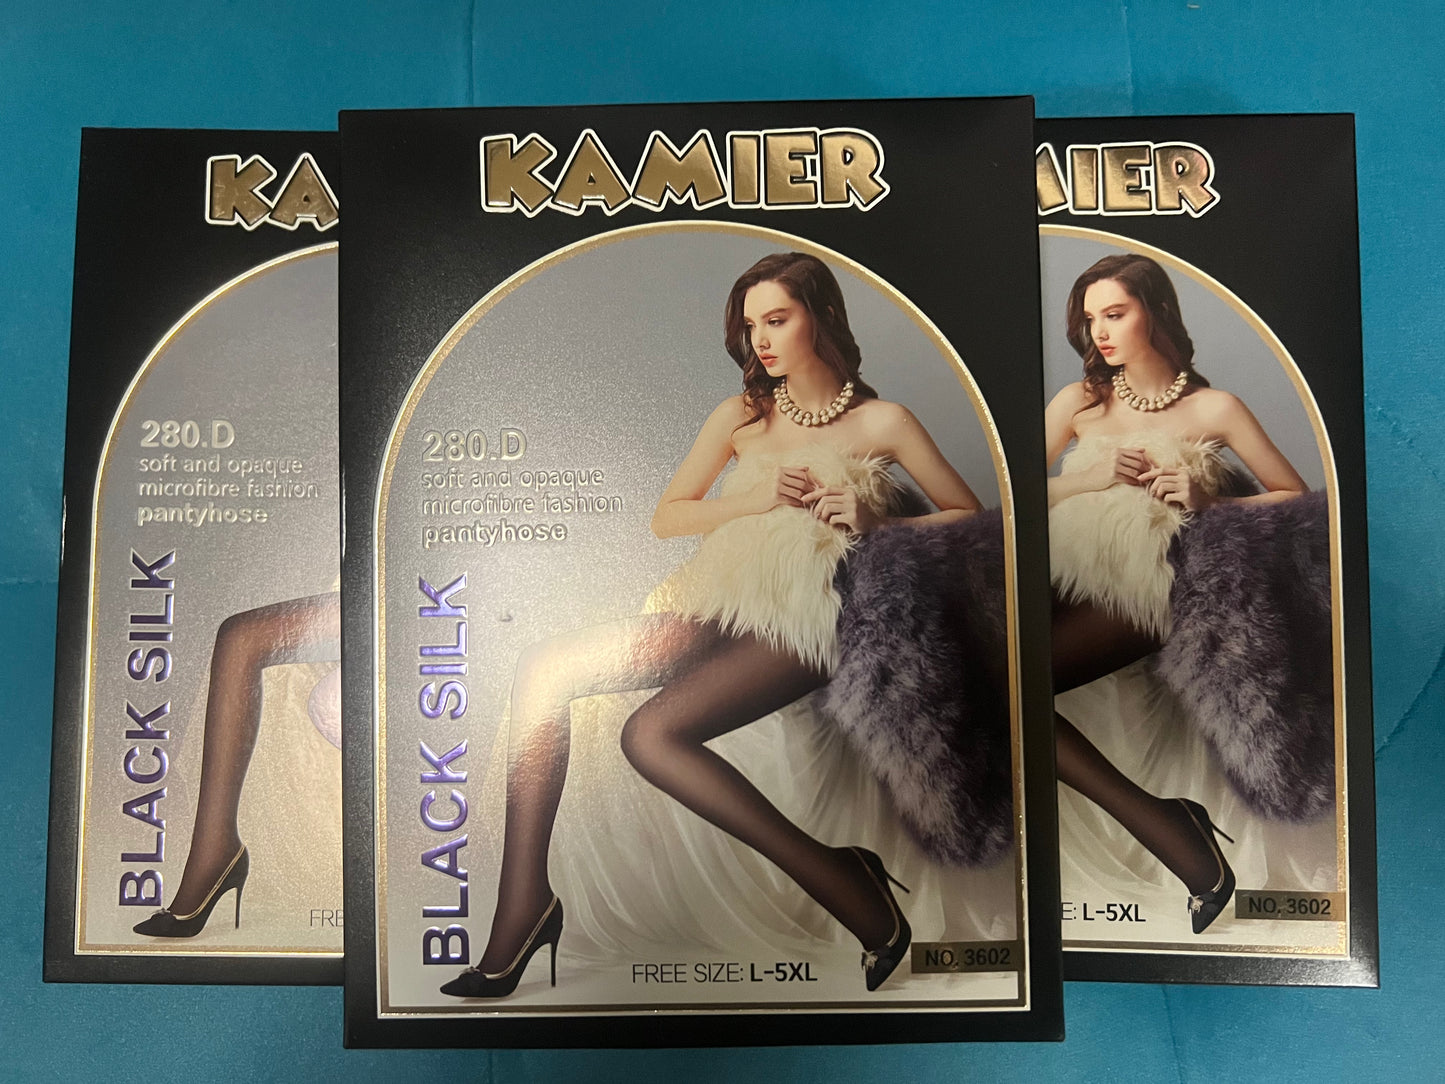 KA
280.D
soft and opaque
microfibre fashion
pantyhose
BLACK SILK
FRE
KAMIER
280.D
soft and opaque
microfibre fashion
pantyhose
BLACK SILK
FREE SIZE: L-5XL
NO. 3602
MIER
E: L-5XL
NO. 3602